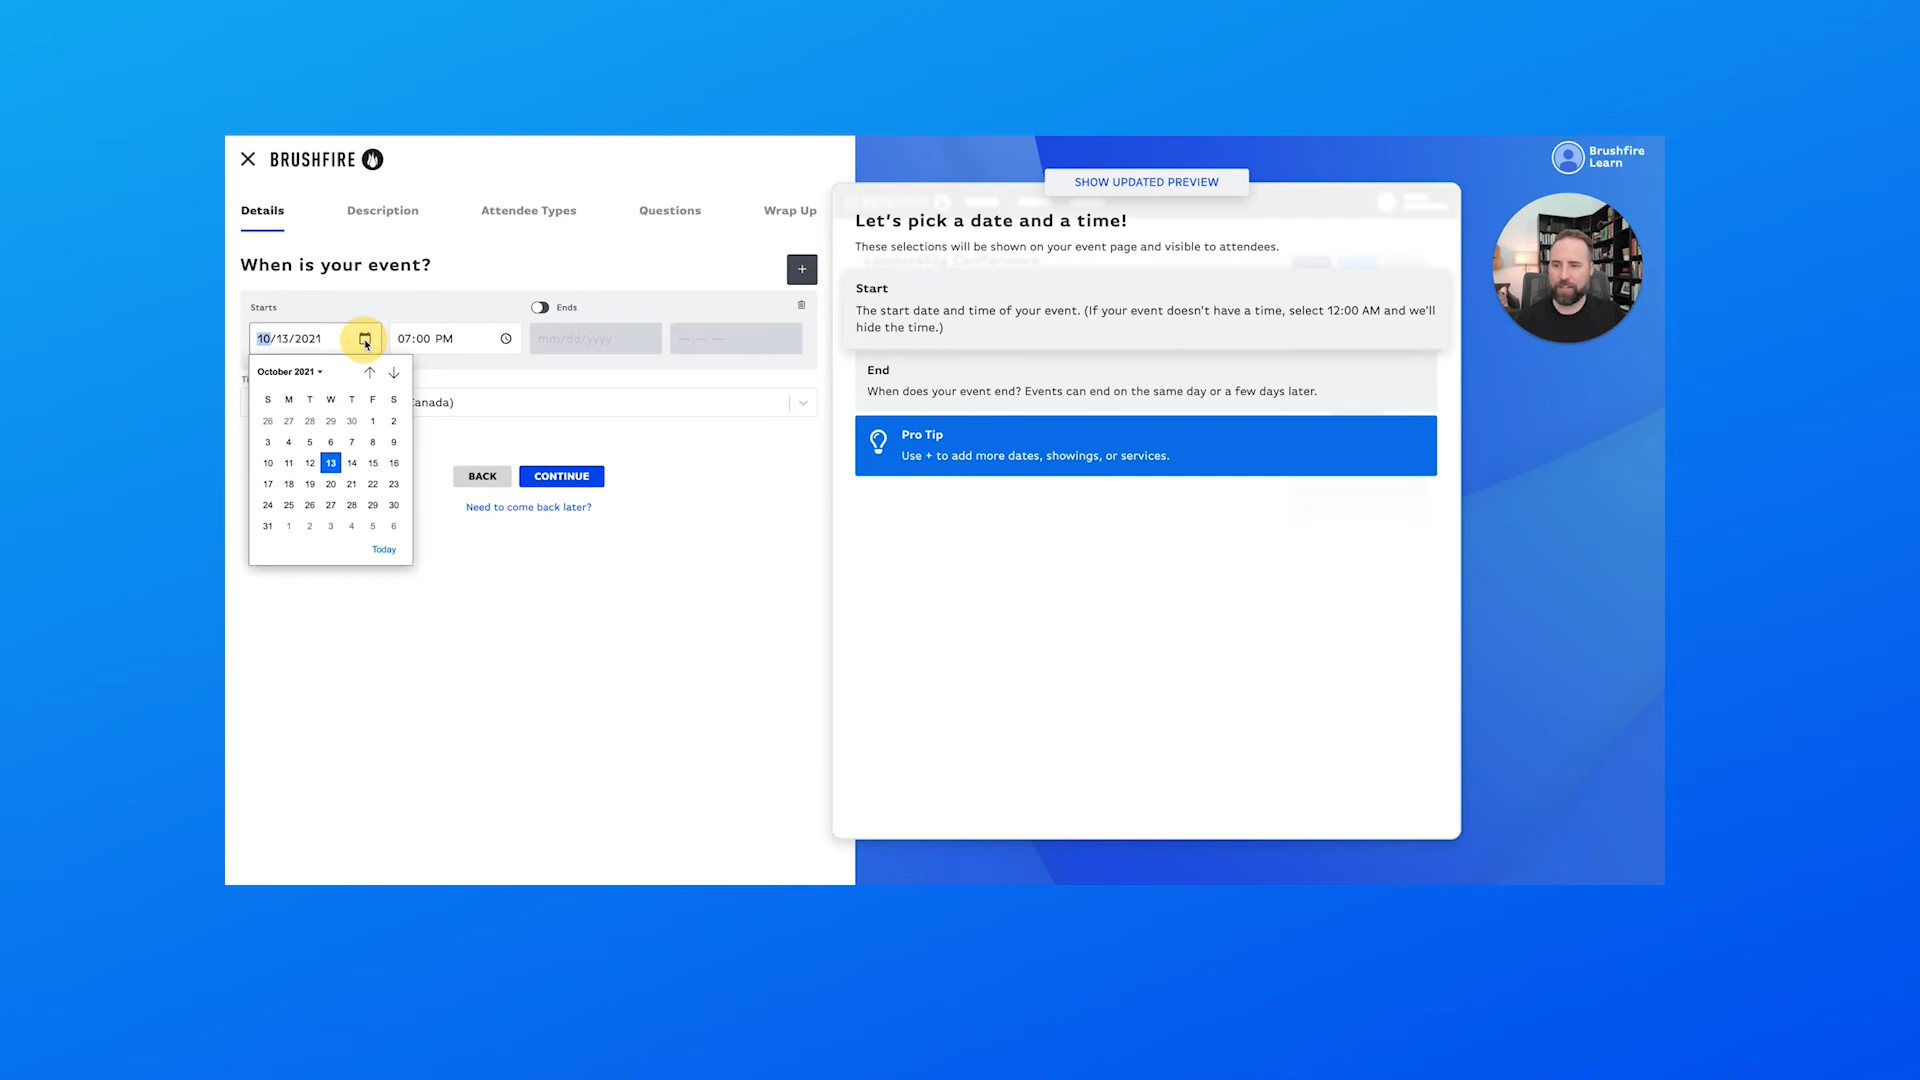 BRUSHFIRE
Details Description Attendee Types Questions Wrap Up
When is your event?
+
Starts Ends
10/13/2021 07:00 PM mm/dd/yyyy --:-- --
October 2021
S M T W T F S
26 27 28 29 30 1 2
3 4 5 6 7 8 9
10 11 12 13 14 15 16
17 18 19 20 21 22 23
24 25 26 27 28 29 30
31 1 2 3 4 5 6
Today
BACK CONTINUE
Need to come back later?
SHOW UPDATED PREVIEW
Let's pick a date and a time!
These selections will be shown on your event page and visible to attendees.
Start
The start date and time of your event. (If your event doesn't have a time, select 12:00 AM and we'll
hide the time.)
End
When does your event end? Events can end on the same day or a few days later.
Pro Tip
Use + to add more dates, showings, or services.
Brushfire
Learn